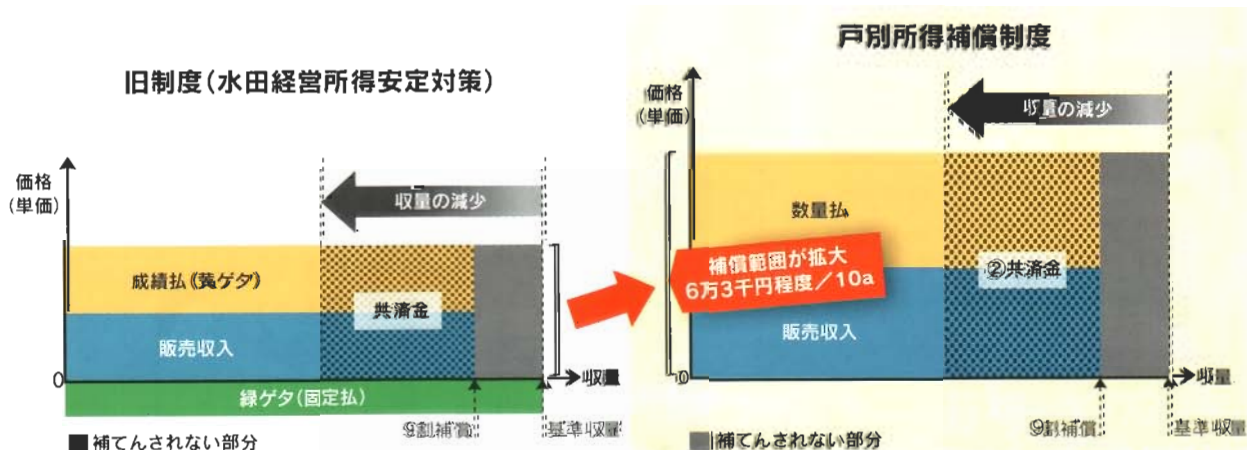 旧制度(水田経営所得安定対策)
価格
(単価)
収量の減少
成績払(黄ゲタ)
共済金
販売収入
0
収量
緑ゲタ(固定払)
9割補償
基準収量
補てんされない部分
戸別所得補償制度
価格
(単価)
収量の減少
数量払
補償範囲が拡大
6万3千円程度/10a
②共済金
販売収入
0
収量
9割補償
基準収量
補てんされない部分